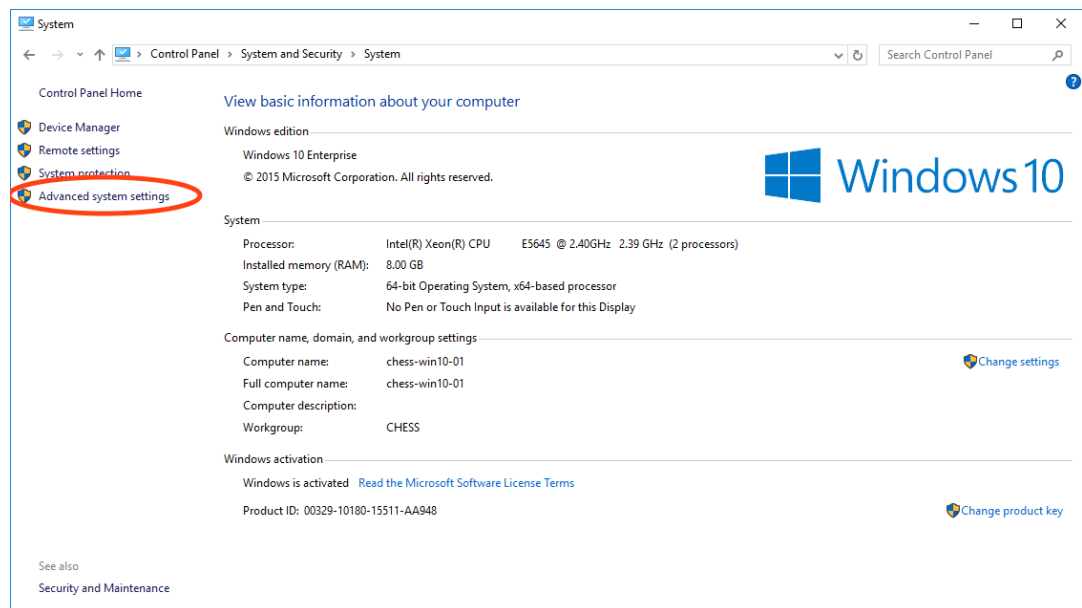 System
Control Panel > System and Security > System
Search Control Panel
Control Panel Home
Device Manager
Remote settings
System protection
Advanced system settings
See also
Security and Maintenance
?
View basic information about your computer
Windows edition
Windows 10 Enterprise
© 2015 Microsoft Corporation. All rights reserved.
Windows 10
System
Processor: Intel(R) Xeon(R) CPU E5645 @ 2.40GHz 2.39 GHz (2 processors)
Installed memory (RAM): 8.00 GB
System type: 64-bit Operating System, x64-based processor
Pen and Touch: No Pen or Touch Input is available for this Display
Computer name, domain, and workgroup settings
Computer name: chess-win10-01
Change settings
Full computer name: chess-win10-01
Computer description:
Workgroup: CHESS
Windows activation
Windows is activated Read the Microsoft Software License Terms
Product ID: 00329-10180-15511-AA948
Change product key